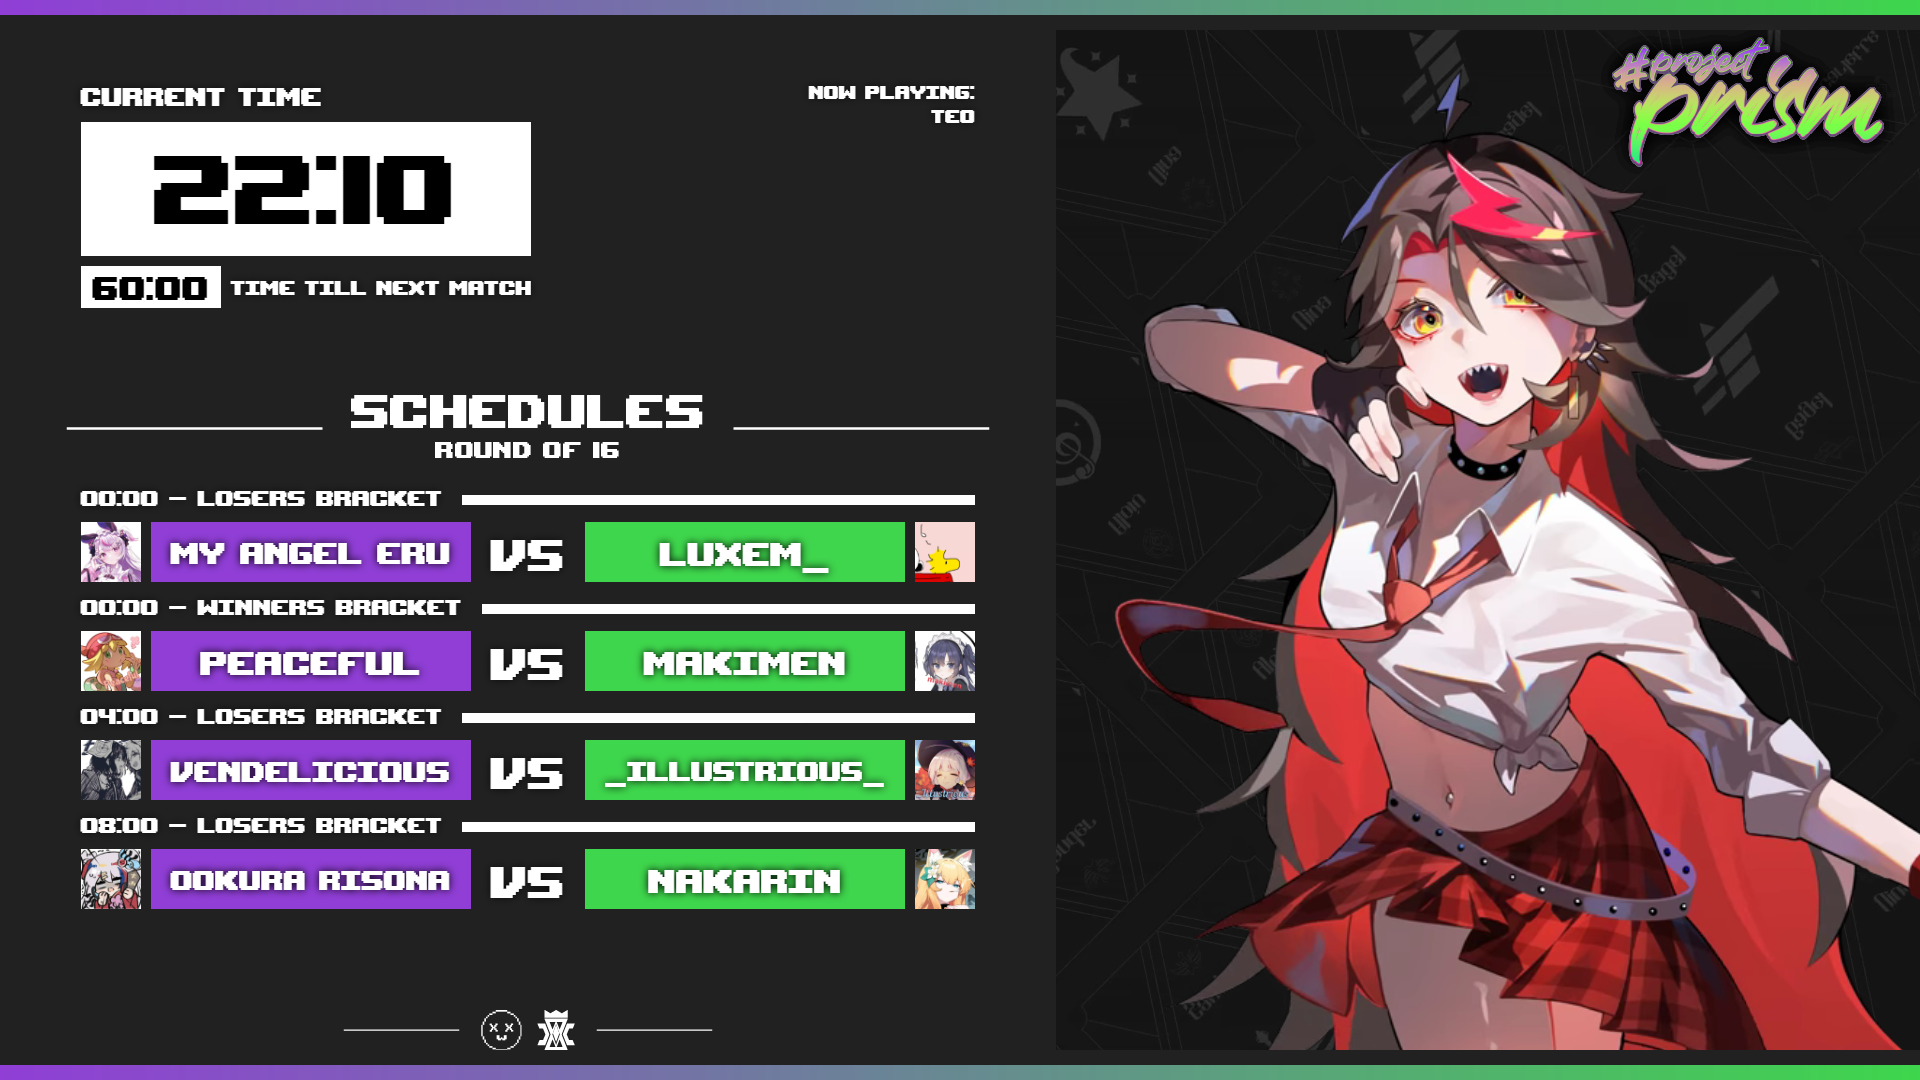 CURRENT TIME
22:10
60:00 TIME TILL NEXT MATCH
NOW PLAYING:
TEO
#project
prism
SCHEDULES
ROUND OF 16
00:00 - LOSERS BRACKET
MY ANGEL ERU VS LUXEM_
00:00 - WINNERS BRACKET
PEACEFUL VS MAKIMEN
04:00 - LOSERS BRACKET
VENDELICIOUS VS _ILLUSTRIOUS_
08:00 - LOSERS BRACKET
OOKURA RISONA VS NAKARIN
Bagel
Bagel